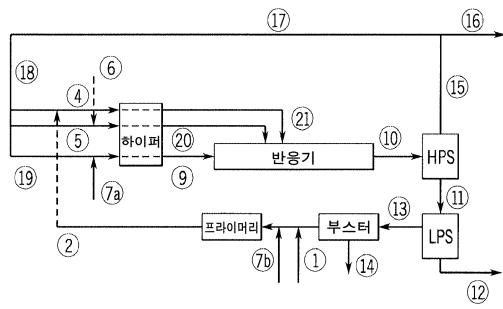 ⑰ ⑯
⑱ ⑥ ④ ⑮
하이퍼 ㉑
⑤ ⑳ 반응기 ⑩ HPS
⑲ ⑦a ⑨
⑪
② 프라이머리 부스터 ⑬ LPS
⑦b ① ⑭ ⑫